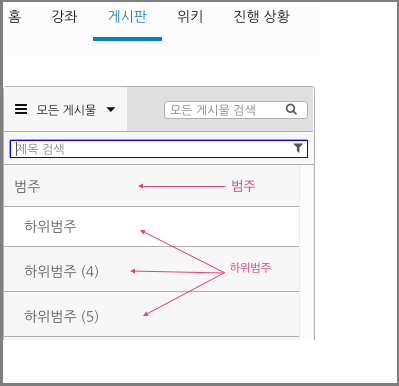 홈 강좌 게시판 위키 진행 상황
모든 게시물 모든 게시물 검색
제목 검색
범주 범주
하위범주
하위범주 (4) 하위범주
하위범주 (5)